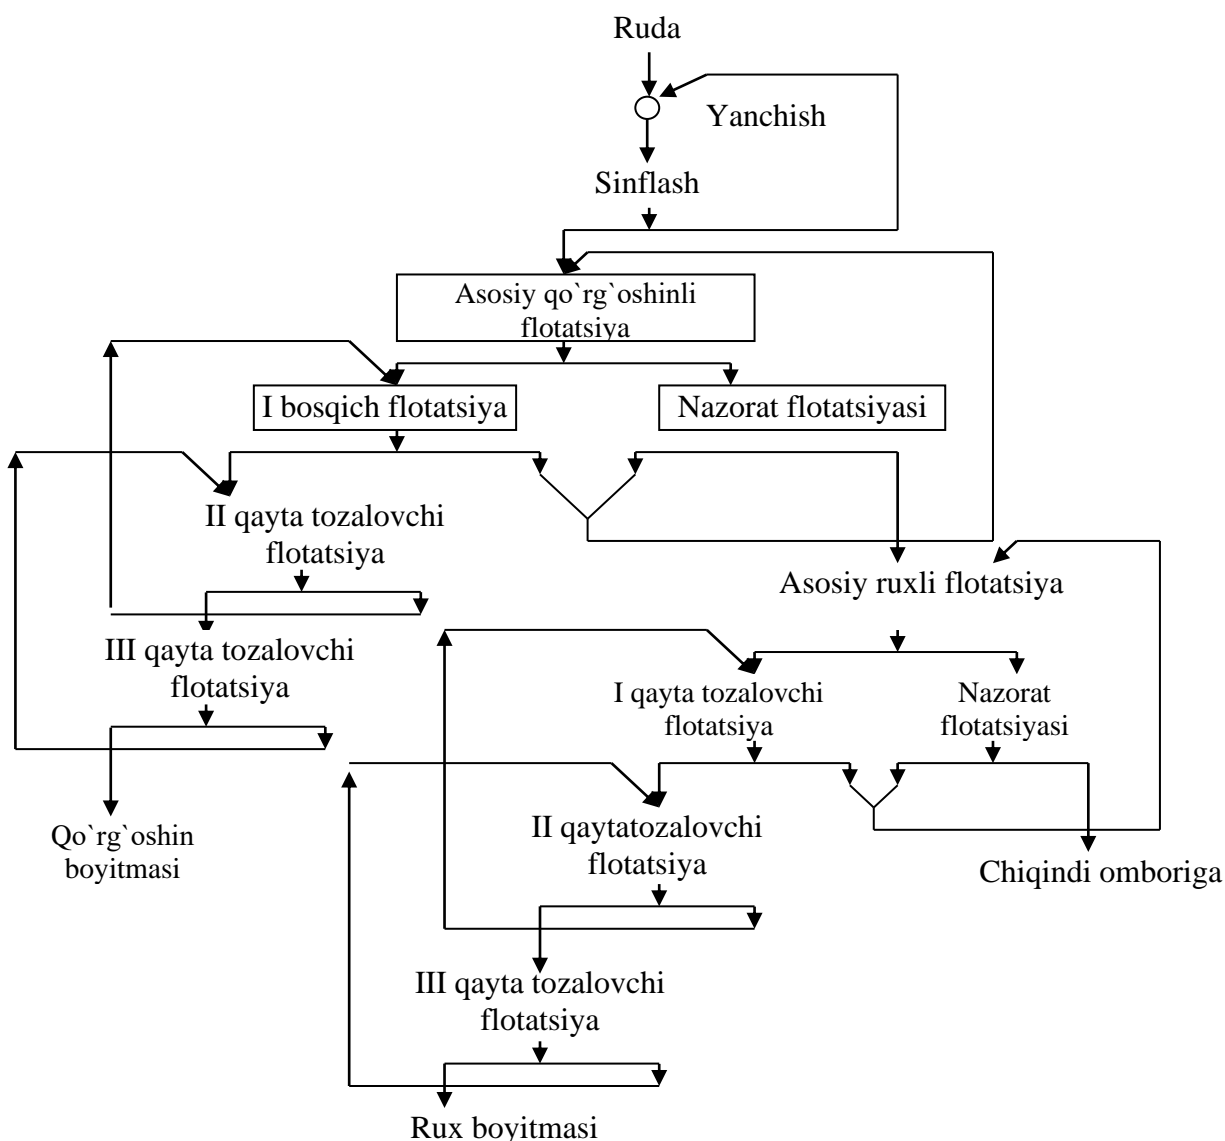 Ruda
Yanchish
Sinflash
Asosiy qo`rg`oshinli
flotatsiya
I bosqich flotatsiya
Nazorat flotatsiyasi
II qayta tozalovchi
flotatsiya
Asosiy ruxli flotatsiya
III qayta tozalovchi
flotatsiya
I qayta tozalovchi
flotatsiya
Nazorat
flotatsiyasi
Qo`rg`oshin
boyitmasi
II qaytatozalovchi
flotatsiya
Chiqindi omboriga
III qayta tozalovchi
flotatsiya
Rux boyitmasi